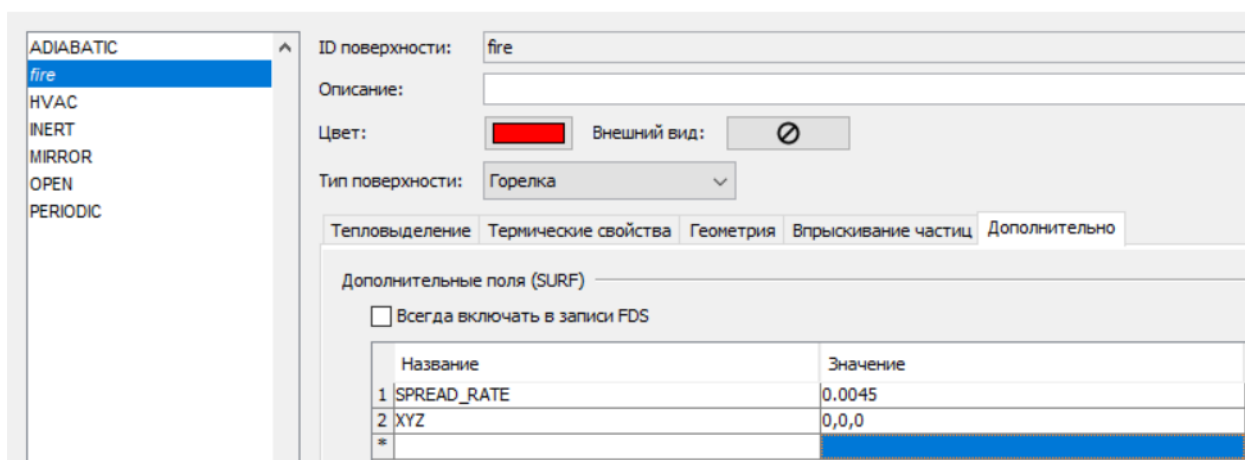 ADIABATIC
fire
HVAC
INERT
MIRROR
OPEN
PERIODIC
ID поверхности: fire
Описание:
Цвет: Внешний вид:
Тип поверхности: Горелка
Тепловыделение Термические свойства Геометрия Впрыскивание частиц Дополнительно
Дополнительные поля (SURF)
Всегда включать в записи FDS
Название Значение
1 SPREAD_RATE 0.0045
2 XYZ 0,0,0
*